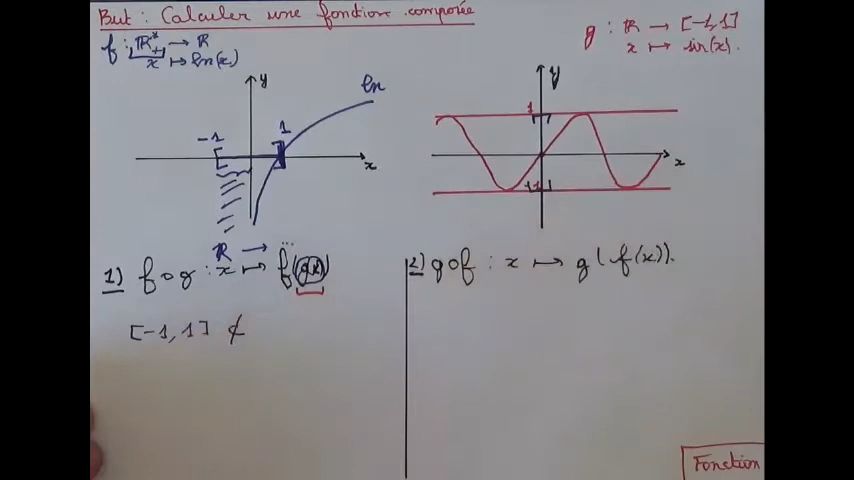 But : Calculer une fonction composée
f : ℝ*₊ → ℝ
x ↦ ln(x)
g : ℝ → [-1,1]
x ↦ sin(x).
y
ln
-1
1
x
y
1
-1
x
ℝ → ...
1) f o g : x ↦ f(g(x))
2) g o f : x ↦ g(f(x)).
[-1,1] ⊄
Fonction